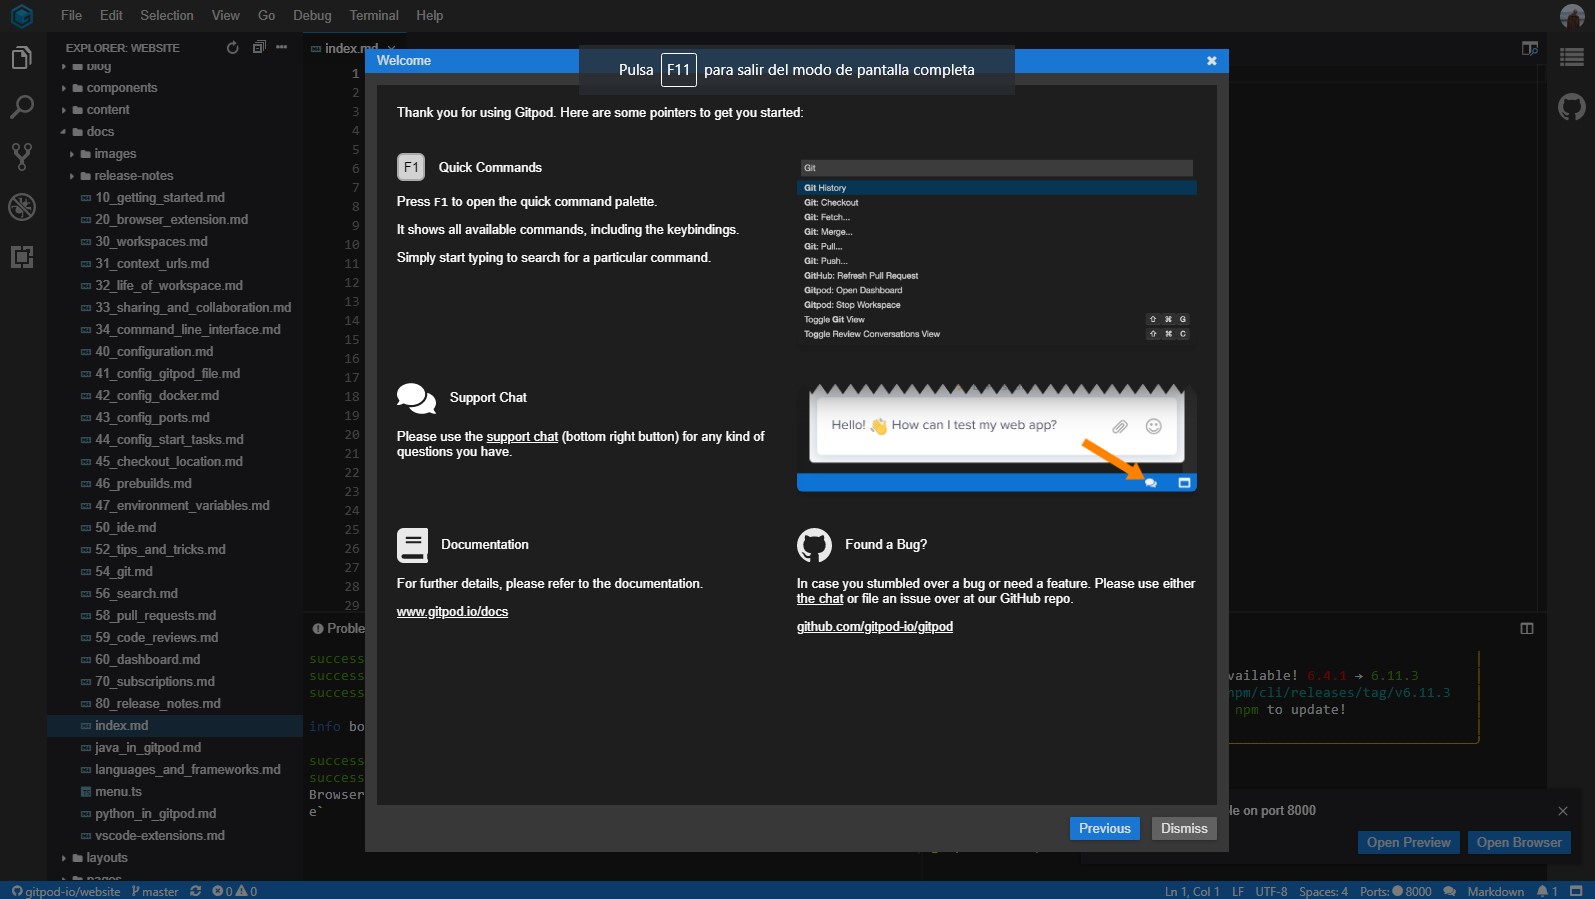 File Edit Selection View Go Debug Terminal Help
EXPLORER: WEBSITE
index.md
blog
components
content
docs
images
release-notes
10_getting_started.md
20_browser_extension.md
30_workspaces.md
31_context_urls.md
32_life_of_workspace.md
33_sharing_and_collaboration.md
34_command_line_interface.md
40_configuration.md
41_config_gitpod_file.md
42_config_docker.md
43_config_ports.md
44_config_start_tasks.md
45_checkout_location.md
46_prebuilds.md
47_environment_variables.md
50_ide.md
52_tips_and_tricks.md
54_git.md
56_search.md
58_pull_requests.md
59_code_reviews.md
60_dashboard.md
70_subscriptions.md
80_release_notes.md
index.md
java_in_gitpod.md
languages_and_frameworks.md
menu.ts
python_in_gitpod.md
vscode-extensions.md
layouts
pages
1
2
3
4
5
6
7
8
9
10
11
12
13
14
15
16
17
18
19
20
21
22
23
24
25
26
27
28
29
Welcome
Pulsa F11 para salir del modo de pantalla completa
Thank you for using Gitpod. Here are some pointers to get you started:
F1 Quick Commands
Press F1 to open the quick command palette.
It shows all available commands, including the keybindings.
Simply start typing to search for a particular command.
Git
Git History
Git: Checkout
Git: Fetch...
Git: Merge...
Git: Pull...
Git: Push...
GitHub: Refresh Pull Request
Gitpod: Open Dashboard
Gitpod: Stop Workspace
Toggle Git View ⇧ ⌘ G
Toggle Review Conversations View ⇧ ⌘ C
Support Chat
Please use the support chat (bottom right button) for any kind of
questions you have.
Hello! 👋 How can I test my web app?
Documentation
For further details, please refer to the documentation.
www.gitpod.io/docs
Found a Bug?
In case you stumbled over a bug or need a feature. Please use either
the chat or file an issue over at our GitHub repo.
github.com/gitpod-io/gitpod
Previous Dismiss
Proble
success
success
success
info bo
success
success
Browser
e`
vailable! 6.4.1 → 6.11.3
npm/cli/releases/tag/v6.11.3
npm to update!
le on port 8000
Open Preview Open Browser
gitpod-io/website master 0 0
Ln 1, Col 1 LF UTF-8 Spaces: 4 Ports: 8000 Markdown 1